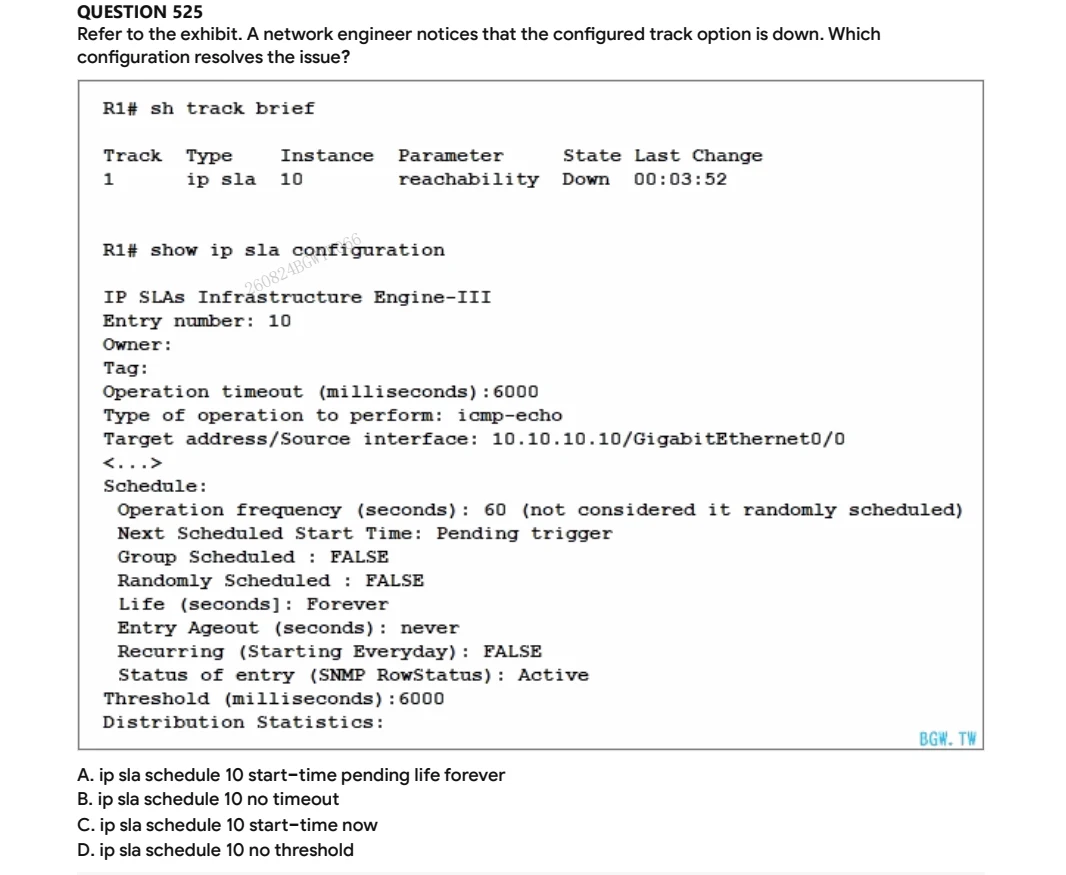 QUESTION 525
Refer to the exhibit. A network engineer notices that the configured track option is down. Which
configuration resolves the issue?
R1# sh track brief
Track Type Instance Parameter State Last Change
1 ip sla 10 reachability Down 00:03:52
R1# show ip sla configuration
IP SLAs Infrastructure Engine-III
Entry number: 10
Owner:
Tag:
Operation timeout (milliseconds):6000
Type of operation to perform: icmp-echo
Target address/Source interface: 10.10.10.10/GigabitEthernet0/0
<...>
Schedule:
Operation frequency (seconds): 60 (not considered it randomly scheduled)
Next Scheduled Start Time: Pending trigger
Group Scheduled : FALSE
Randomly Scheduled : FALSE
Life (seconds]: Forever
Entry Ageout (seconds): never
Recurring (Starting Everyday): FALSE
Status of entry (SNMP RowStatus): Active
Threshold (milliseconds):6000
Distribution Statistics:
BGW.TW
A. ip sla schedule 10 start-time pending life forever
B. ip sla schedule 10 no timeout
C. ip sla schedule 10 start-time now
D. ip sla schedule 10 no threshold